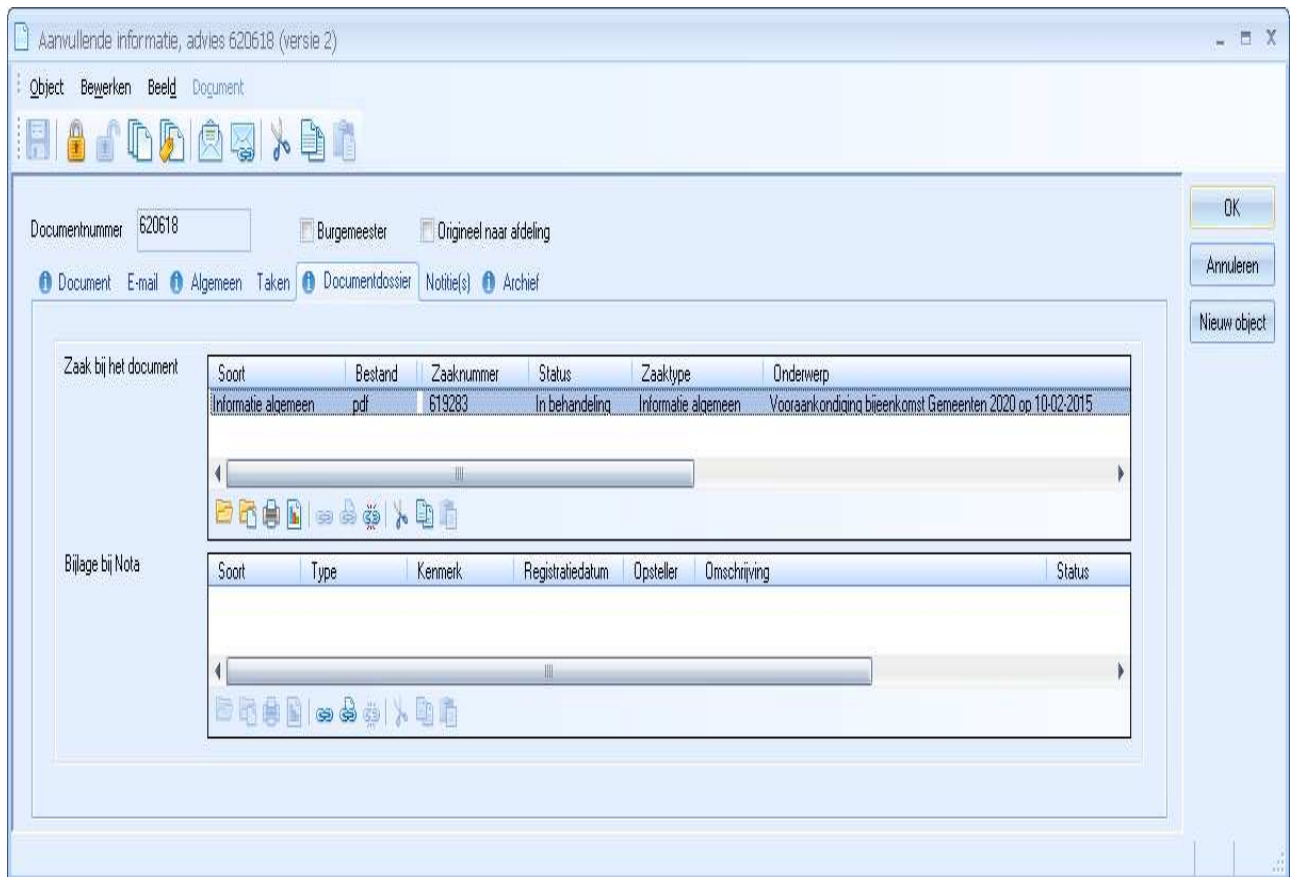 Aanvullende informatie, advies 620618 (versie 2)
Object Bewerken Beeld Document
Documentnummer 620618 Burgemeester Origineel naar afdeling
OK
Annuleren
Nieuw object
Document E-mail Algemeen Taken Documentdossier Notitie(s) Archief
Zaak bij het document
Soort Bestand Zaaknummer Status Zaaktype Onderwerp
Informatie algemeen pdf 619283 In behandeling Informatie algemeen Vooraankondiging bijeenkomst Gemeenten 2020 op 10-02-2015
Bijlage bij Nota
Soort Type Kenmerk Registratiedatum Opsteller Omschrijving Status